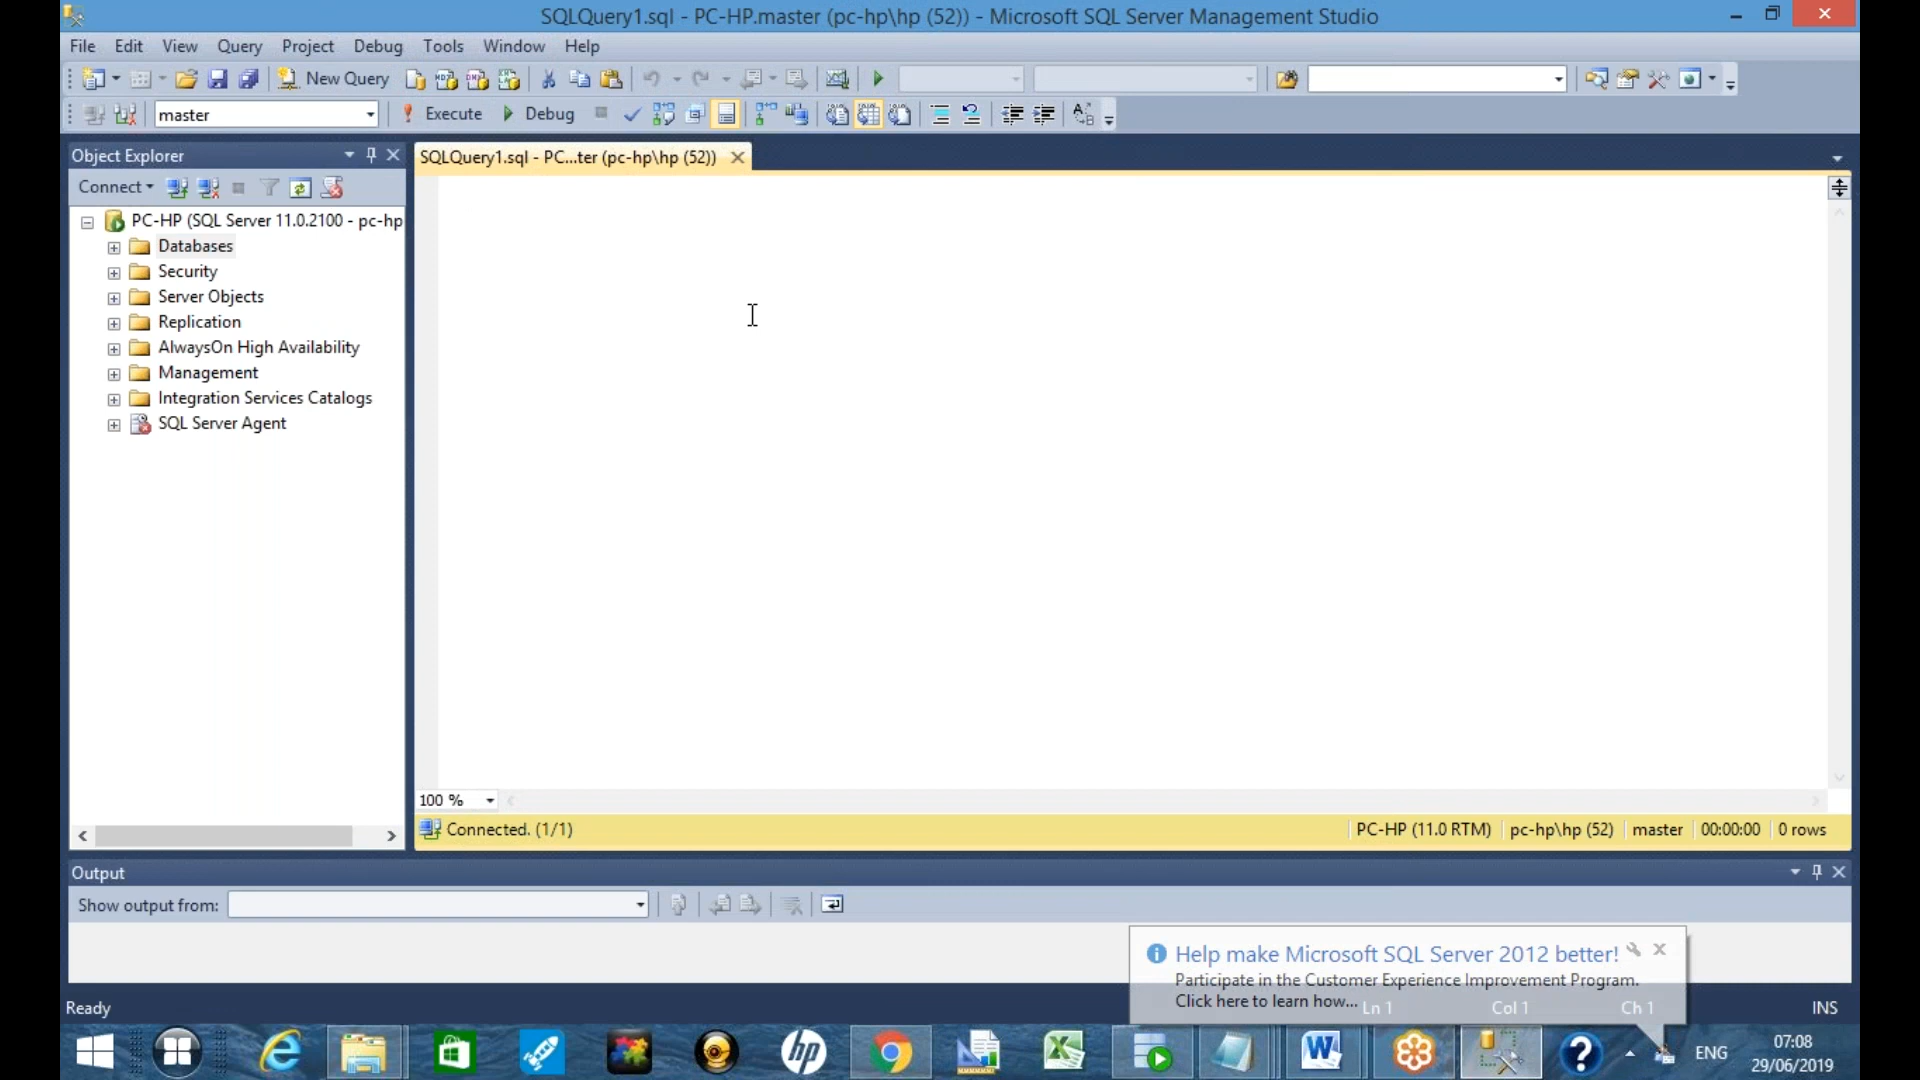 SQLQuery1.sql - PC-HP.master (pc-hp\hp (52)) - Microsoft SQL Server Management Studio
File Edit View Query Project Debug Tools Window Help
New Query
master Execute Debug
Object Explorer
SQLQuery1.sql - PC...ter (pc-hp\hp (52))
Connect
PC-HP (SQL Server 11.0.2100 - pc-hp
Databases
Security
Server Objects
Replication
AlwaysOn High Availability
Management
Integration Services Catalogs
SQL Server Agent
100 %
Connected. (1/1) PC-HP (11.0 RTM) pc-hp\hp (52) master 00:00:00 0 rows
Output
Show output from:
Help make Microsoft SQL Server 2012 better!
Participate in the Customer Experience Improvement Program.
Click here to learn how...
Ready Ln 1 Col 1 Ch 1 INS
hp
ENG
07:08
29/06/2019